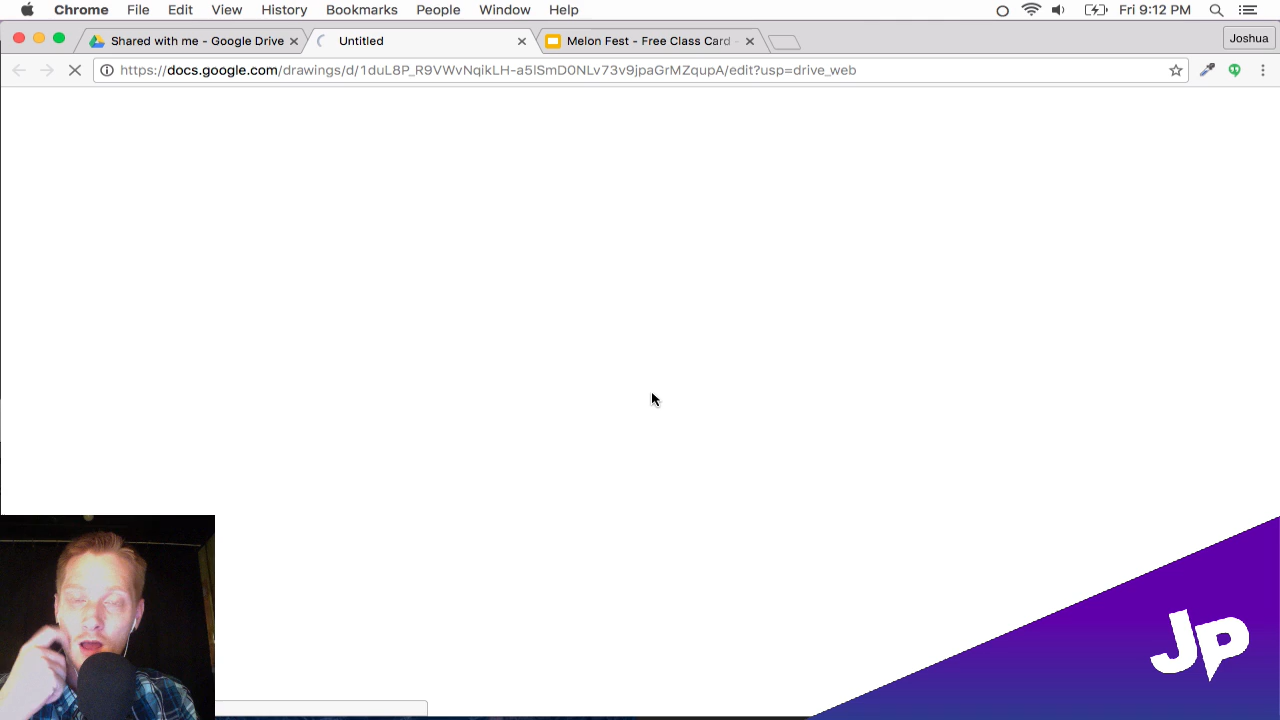 Chrome File Edit View History Bookmarks People Window Help Fri 9:12 PM
Shared with me - Google Drive Untitled Melon Fest - Free Class Card - Joshua
https://docs.google.com/drawings/d/1duL8P_R9VWvNqikLH-a5lSmD0NLv73v9jpaGrMZqupA/edit?usp=drive_web
Jp